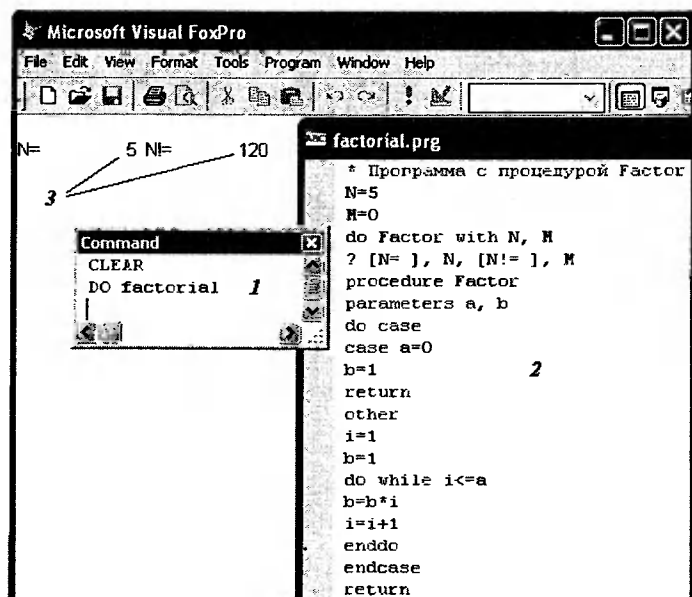 Microsoft Visual FoxPro
File Edit View Format Tools Program Window Help
N= 5 N!= 120
3
Command
CLEAR
DO factorial 1
factorial.prg
* Программа с процедурой Factor
N=5
M=0
do Factor with N, M
? [N= ], N, [N!= ], M
procedure Factor
parameters a, b
do case
case a=0
b=1 2
return
other
i=1
b=1
do while i<=a
b=b*i
i=i+1
enddo
endcase
return